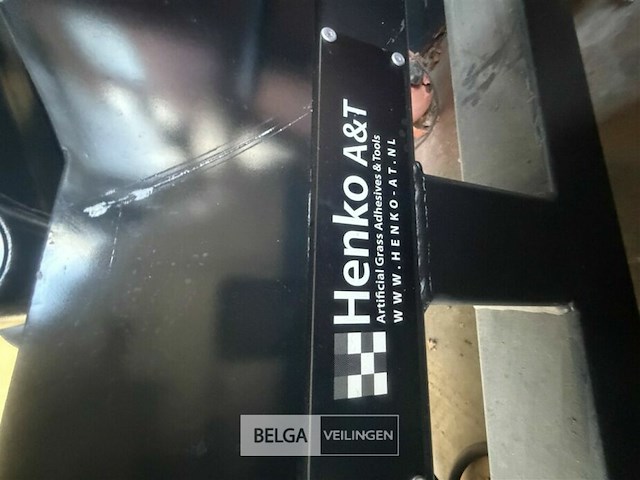 Henko A&T
Artificial Grass Adhesives & Tools
WWW.HENKO-AT.NL
BELGA VEILINGEN